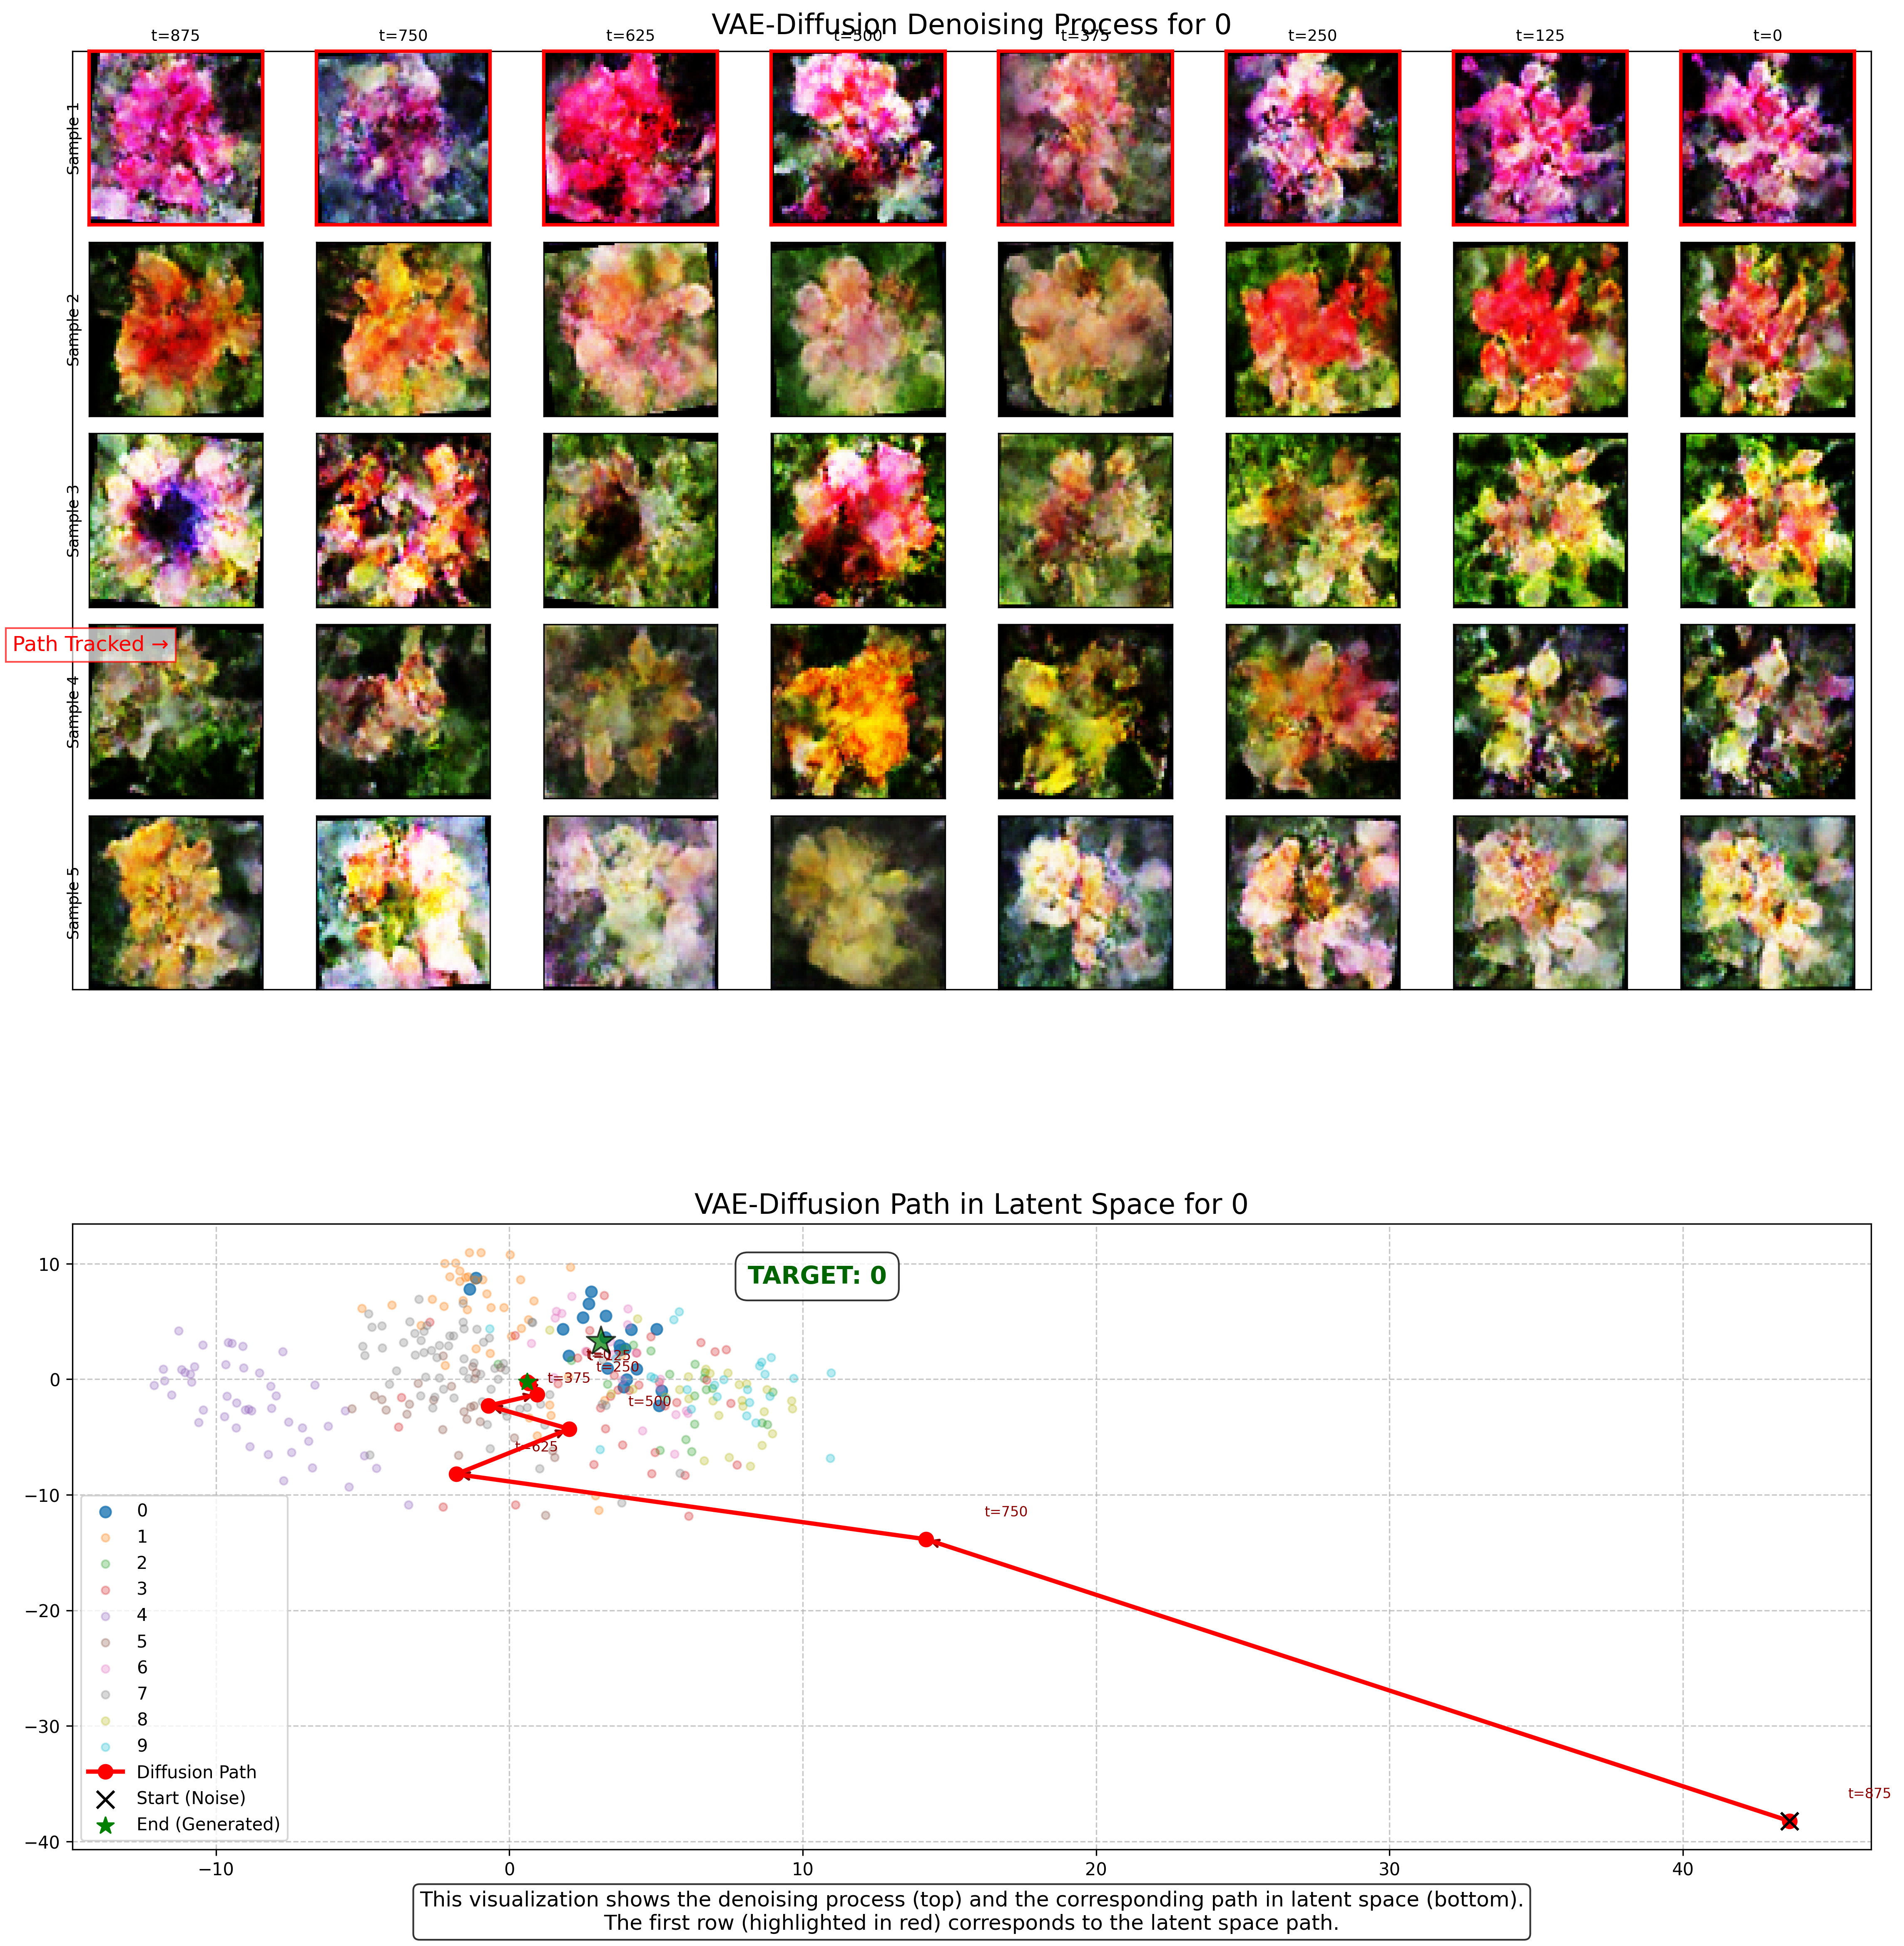 VAE-Diffusion Denoising Process for 0
t=875
t=750
t=625
t=500
t=375
t=250
t=125
t=0
Sample 1
Sample 2
Sample 3
Path Tracked →
Sample 4
Sample 5
VAE-Diffusion Path in Latent Space for 0
TARGET: 0
t=125
t=250
t=375
t=500
t=625
t=750
t=875
10
0
−10
−20
−30
−40
0
1
2
3
4
5
6
7
8
9
Diffusion Path
Start (Noise)
End (Generated)
−10
0
10
20
30
40
This visualization shows the denoising process (top) and the corresponding path in latent space (bottom).
The first row (highlighted in red) corresponds to the latent space path.